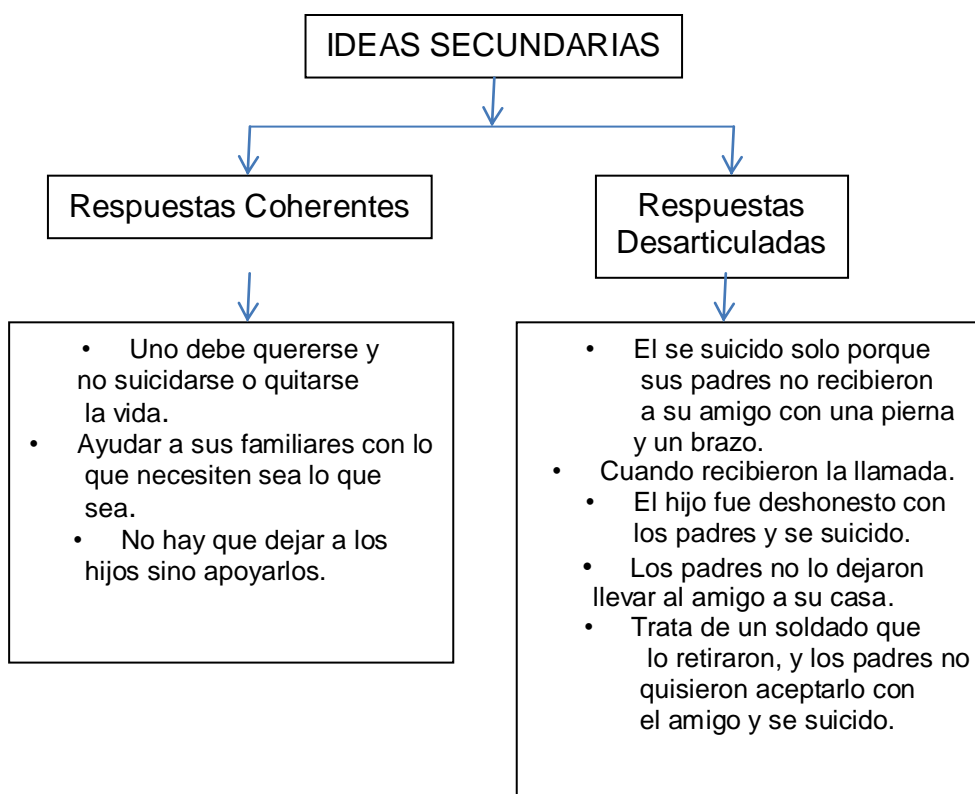 IDEAS SECUNDARIAS
Respuestas Coherentes
Respuestas
Desarticuladas
• Uno debe quererse y
no suicidarse o quitarse
la vida.
• Ayudar a sus familiares con lo
que necesiten sea lo que
sea.
• No hay que dejar a los
hijos sino apoyarlos.
• El se suicido solo porque
sus padres no recibieron
a su amigo con una pierna
y un brazo.
• Cuando recibieron la llamada.
• El hijo fue deshonesto con
los padres y se suicido.
• Los padres no lo dejaron
llevar al amigo a su casa.
• Trata de un soldado que
lo retiraron, y los padres no
quisieron aceptarlo con
el amigo y se suicido.